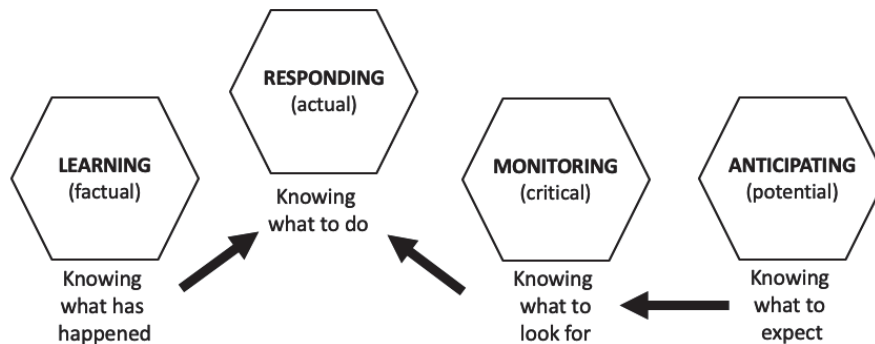 RESPONDING
(actual)
LEARNING
(factual)
MONITORING
(critical)
ANTICIPATING
(potential)
Knowing
what to do
Knowing
what has
happened
Knowing
what to
look for
Knowing
what to
expect